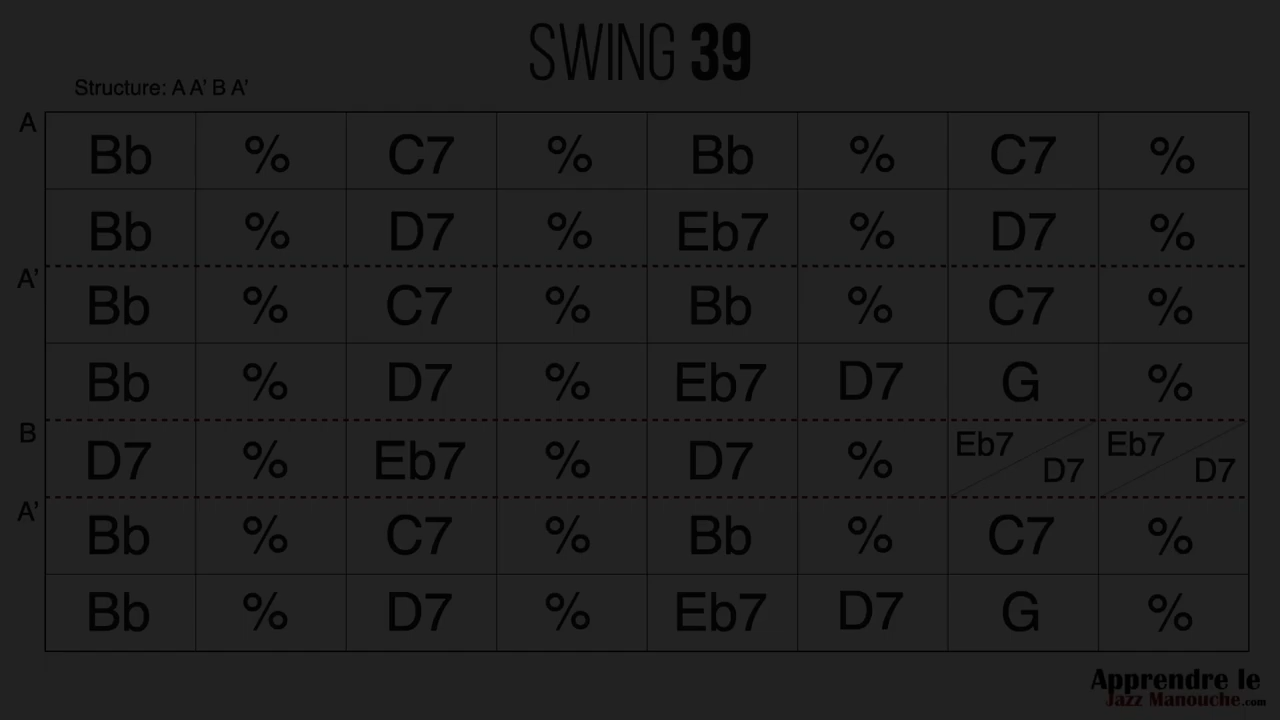 SWING 39
Structure: A A’ B A’
A
Bb % C7 % Bb % C7 %
Bb % D7 % Eb7 % D7 %
A’
Bb % C7 % Bb % C7 %
Bb % D7 % Eb7 D7 G %
B
D7 % Eb7 % D7 % Eb7 D7 Eb7 D7
A’
Bb % C7 % Bb % C7 %
Bb % D7 % Eb7 D7 G %
Apprendre le
Jazz Manouche.com